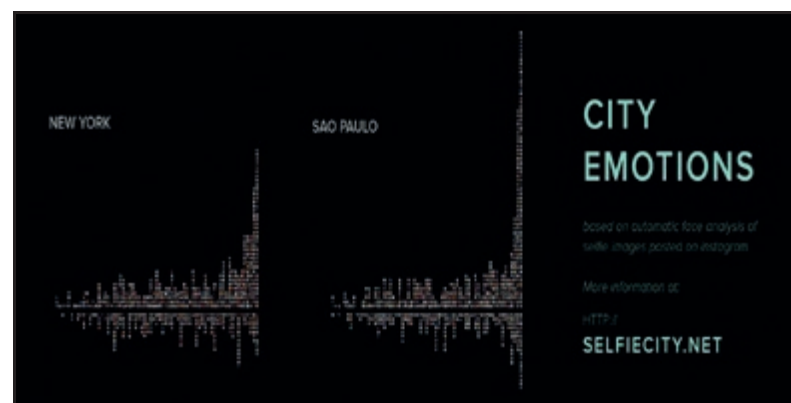 NEW YORK
SAO PAULO
CITY
EMOTIONS
based on automatic face analysis of
selfie images posted on instagram.
More information at:
HTTP://
SELFIECITY.NET